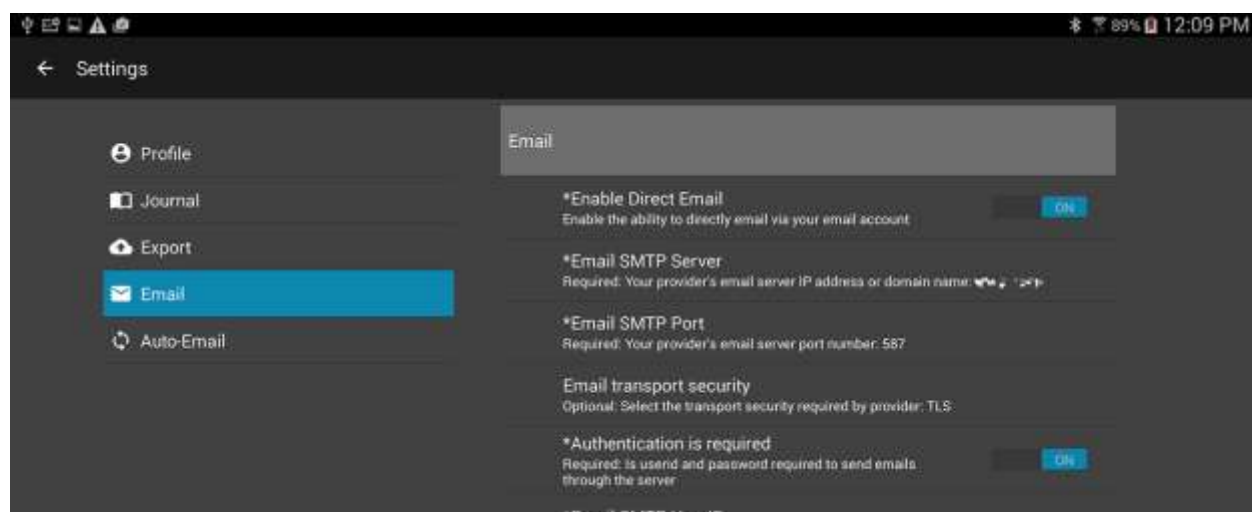 89% 12:09 PM
Settings
Profile
Journal
Export
Email
Auto-Email
Email
*Enable Direct Email
Enable the ability to directly email via your email account
ON
*Email SMTP Server
Required: Your provider's email server IP address or domain name:
*Email SMTP Port
Required: Your provider's email server port number: 587
Email transport security
Optional: Select the transport security required by provider: TLS
*Authentication is required
Required: Is userid and password required to send emails
through the server
ON